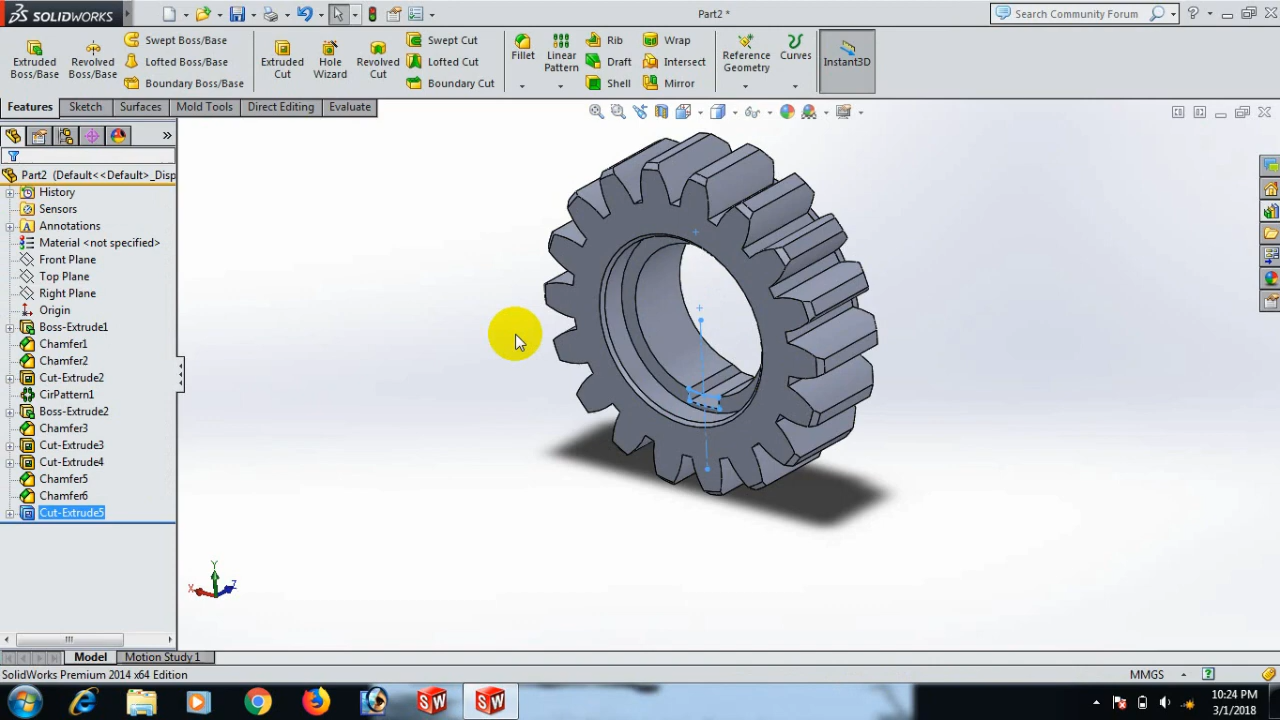 SOLIDWORKS
Part2 *
Search Community Forum
Extruded Boss/Base
Revolved Boss/Base
Swept Boss/Base
Lofted Boss/Base
Boundary Boss/Base
Extruded Cut
Hole Wizard
Revolved Cut
Swept Cut
Lofted Cut
Boundary Cut
Fillet
Linear Pattern
Rib
Draft
Shell
Wrap
Intersect
Mirror
Reference Geometry
Curves
Instant3D
Features
Sketch
Surfaces
Mold Tools
Direct Editing
Evaluate
Part2 (Default<<Default>_Disp
History
Sensors
Annotations
Material <not specified>
Front Plane
Top Plane
Right Plane
Origin
Boss-Extrude1
Chamfer1
Chamfer2
Cut-Extrude2
CirPattern1
Boss-Extrude2
Chamfer3
Cut-Extrude3
Cut-Extrude4
Chamfer5
Chamfer6
Cut-Extrude5
Y
X
Z
Model
Motion Study 1
SolidWorks Premium 2014 x64 Edition
MMGS
10:24 PM
3/1/2018